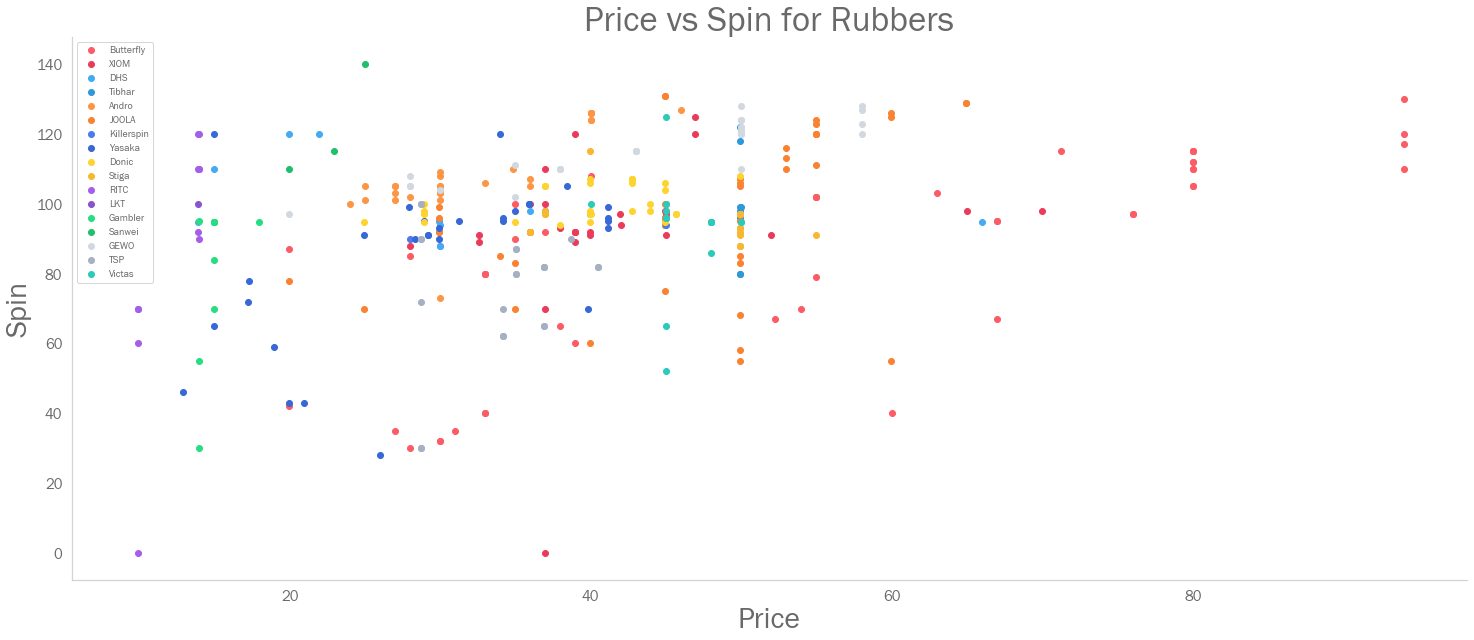 Price vs Spin for Rubbers
Butterfly
XIOM
DHS
Tibhar
Andro
JOOLA
Killerspin
Yasaka
Donic
Stiga
RITC
LKT
Gambler
Sanwei
GEWO
TSP
Victas
140
120
100
80
60
40
20
0
Spin
20
40
60
80
Price